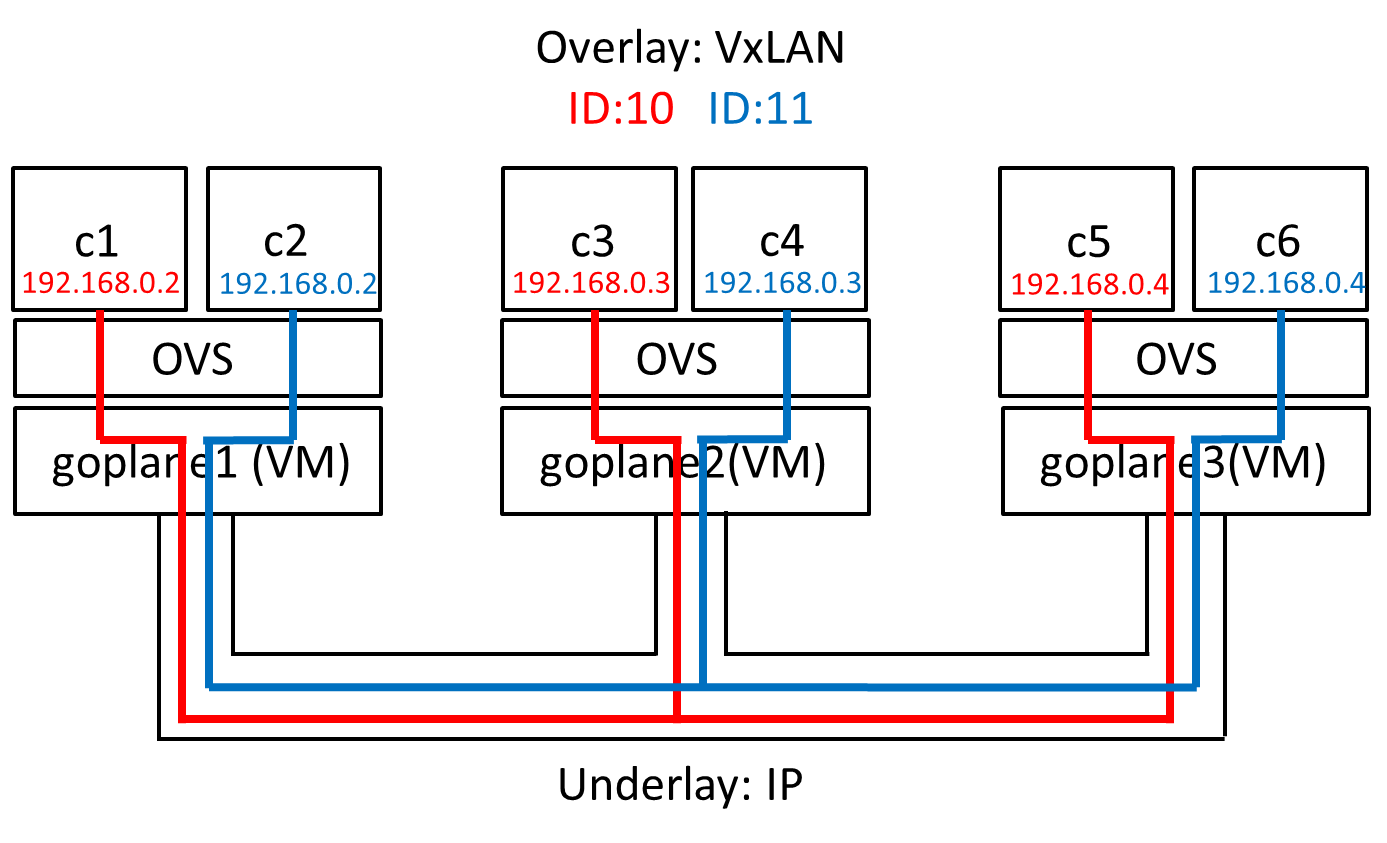 Overlay: VxLAN
ID:10 ID:11
c1 c2 c3 c4 c5 c6
192.168.0.2 192.168.0.2 192.168.0.3 192.168.0.3 192.168.0.4 192.168.0.4
OVS OVS OVS
goplane1 (VM) goplane2(VM) goplane3(VM)
Underlay: IP